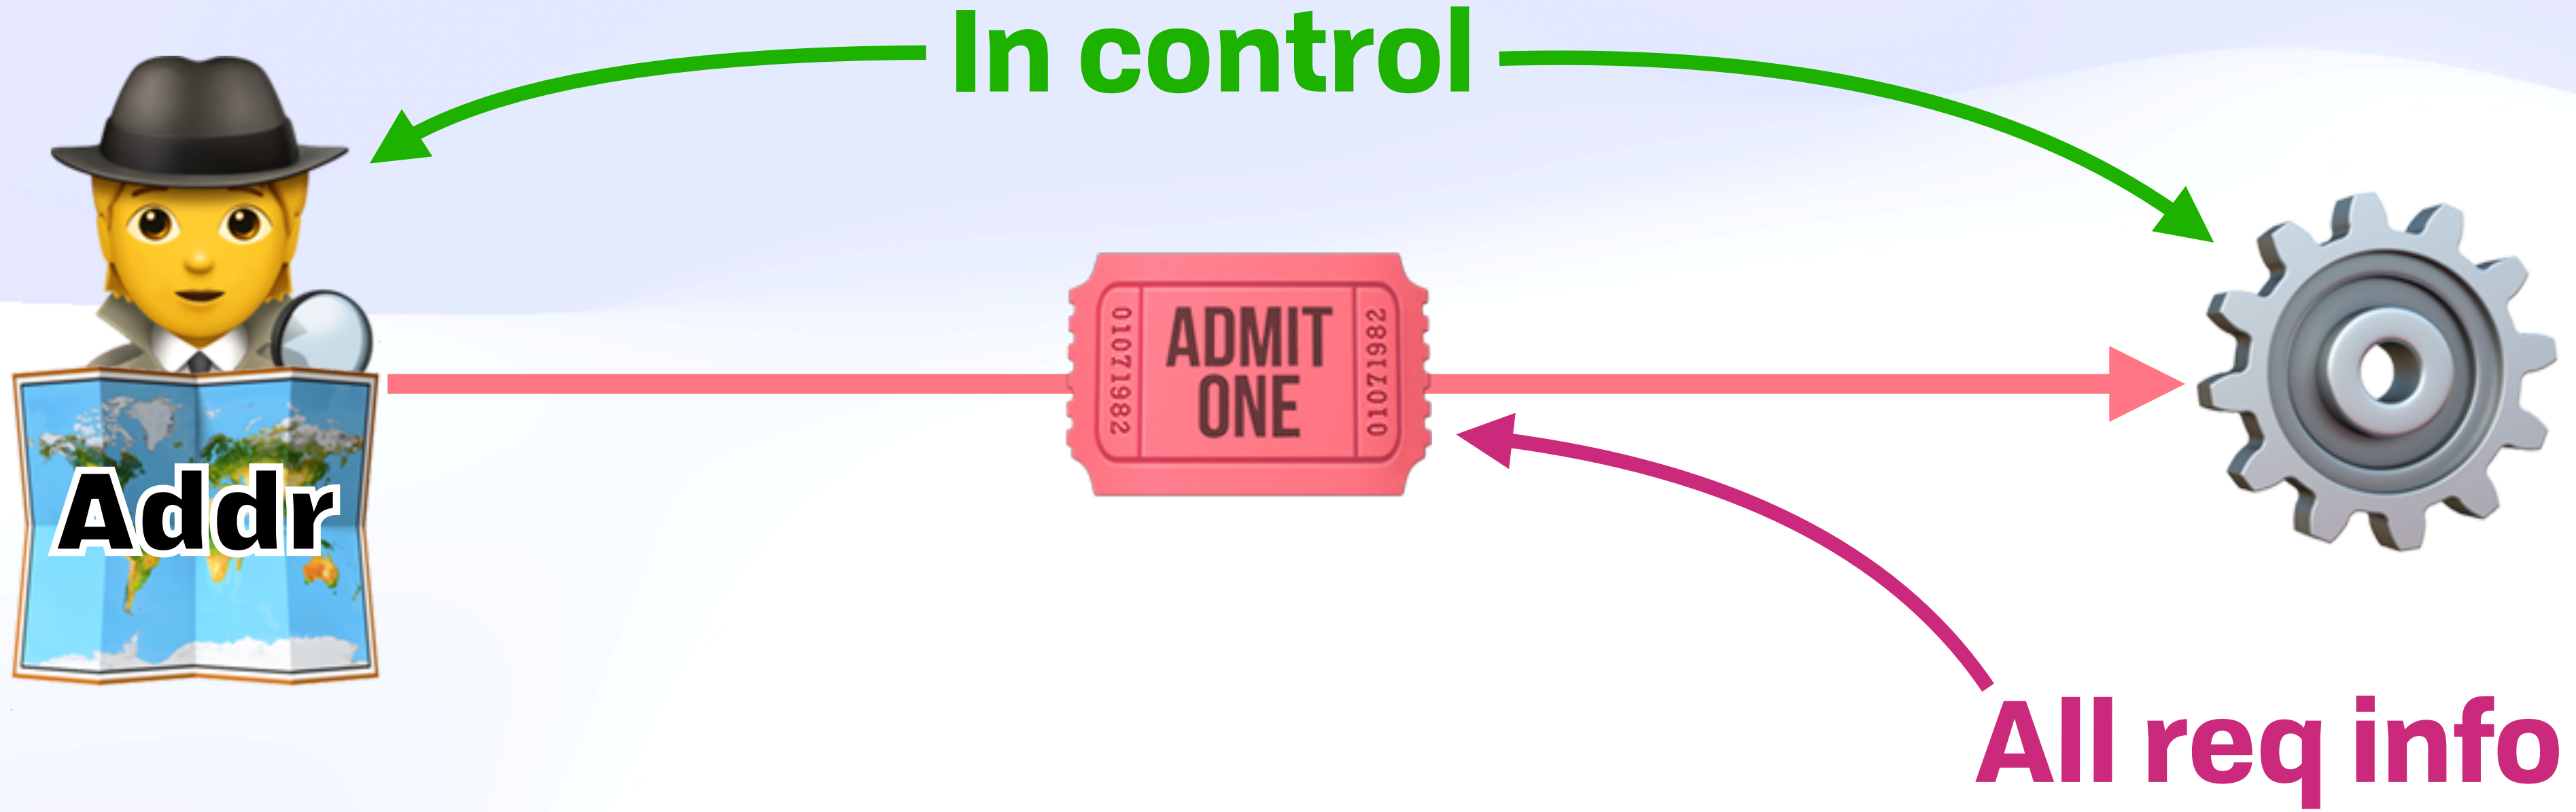 In control
ADMIT
ONE
01071982
01071982
Addr
All req info